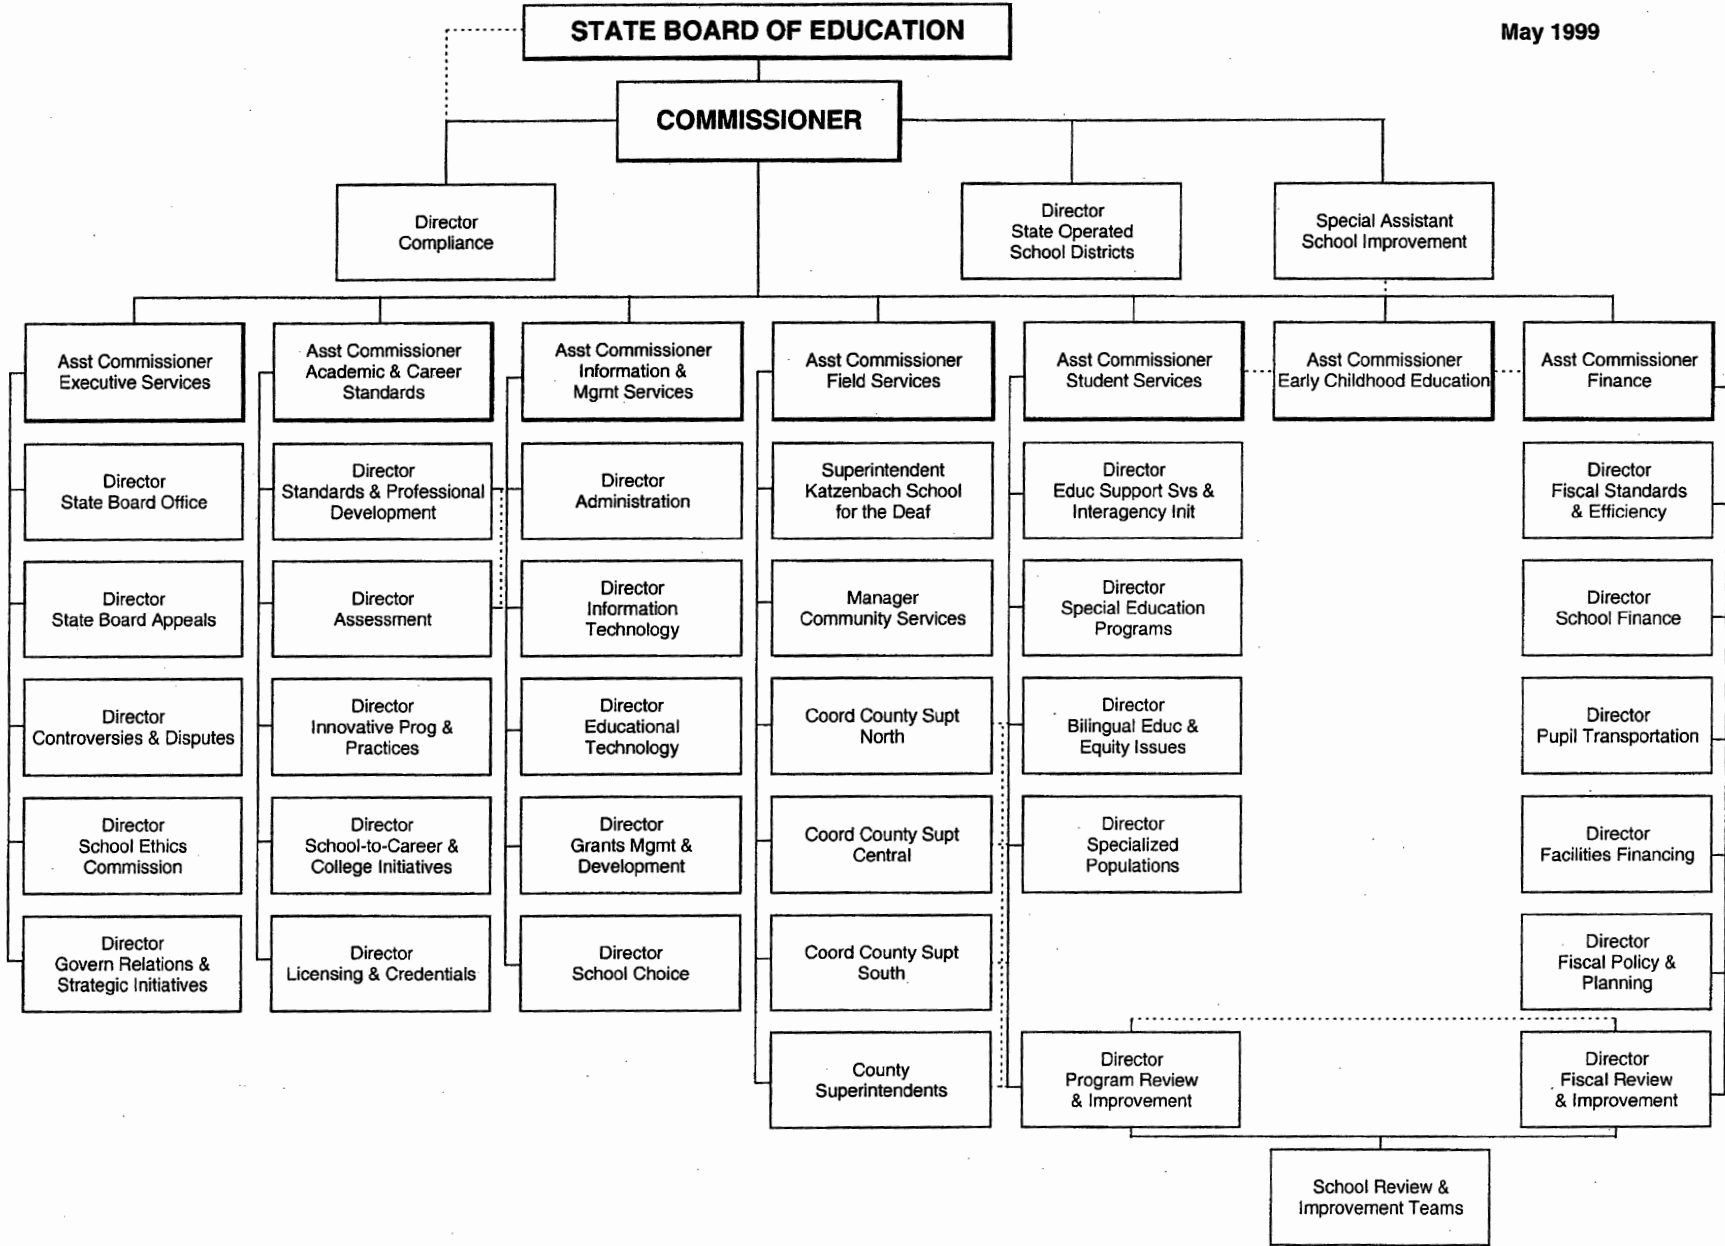 STATE BOARD OF EDUCATION
May 1999
COMMISSIONER
Director
Compliance
Director
State Operated
School Districts
Special Assistant
School Improvement
Asst Commissioner
Executive Services
Director
State Board Office
Director
State Board Appeals
Director
Controversies & Disputes
Director
School Ethics
Commission
Director
Govern Relations &
Strategic Initiatives
Asst Commissioner
Academic & Career
Standards
Director
Standards & Professional
Development
Director
Assessment
Director
Innovative Prog &
Practices
Director
School-to-Career &
College Initiatives
Director
Licensing & Credentials
Asst Commissioner
Information &
Mgmt Services
Director
Administration
Director
Information
Technology
Director
Educational
Technology
Director
Grants Mgmt &
Development
Director
School Choice
Asst Commissioner
Field Services
Superintendent
Katzenbach School
for the Deaf
Manager
Community Services
Coord County Supt
North
Coord County Supt
Central
Coord County Supt
South
County
Superintendents
Asst Commissioner
Student Services
Director
Educ Support Svs &
Interagency Init
Director
Special Education
Programs
Director
Bilingual Educ &
Equity Issues
Director
Specialized
Populations
Director
Program Review
& Improvement
Asst Commissioner
Early Childhood Education
Asst Commissioner
Finance
Director
Fiscal Standards
& Efficiency
Director
School Finance
Director
Pupil Transportation
Director
Facilities Financing
Director
Fiscal Policy &
Planning
Director
Fiscal Review
& Improvement
School Review &
Improvement Teams